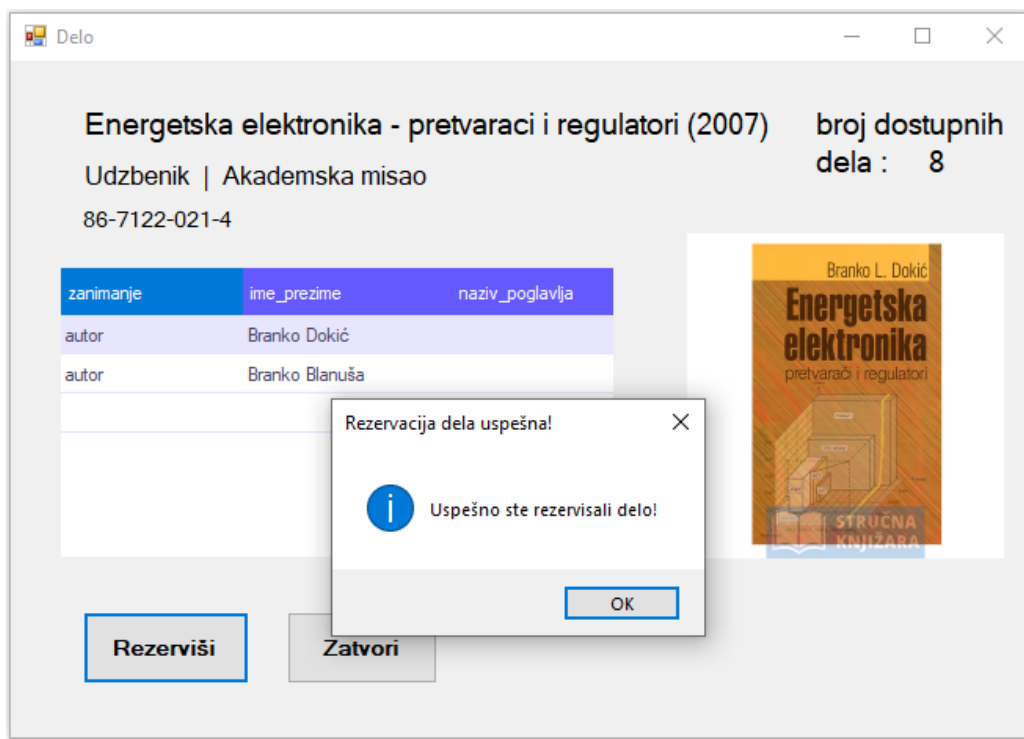 Delo
Energetska elektronika - pretvaraci i regulatori (2007)
broj dostupnih
dela : 8
Udzbenik | Akademska misao
86-7122-021-4
zanimanje ime_prezime naziv_poglavlja
autor Branko Dokić
autor Branko Blanuša
Branko L. Dokić
Energetska
elektronika
pretvarači i regulatori
STRUČNA
KNJIŽARA
Rezervacija dela uspešna!
Uspešno ste rezervisali delo!
OK
Rezerviši
Zatvori